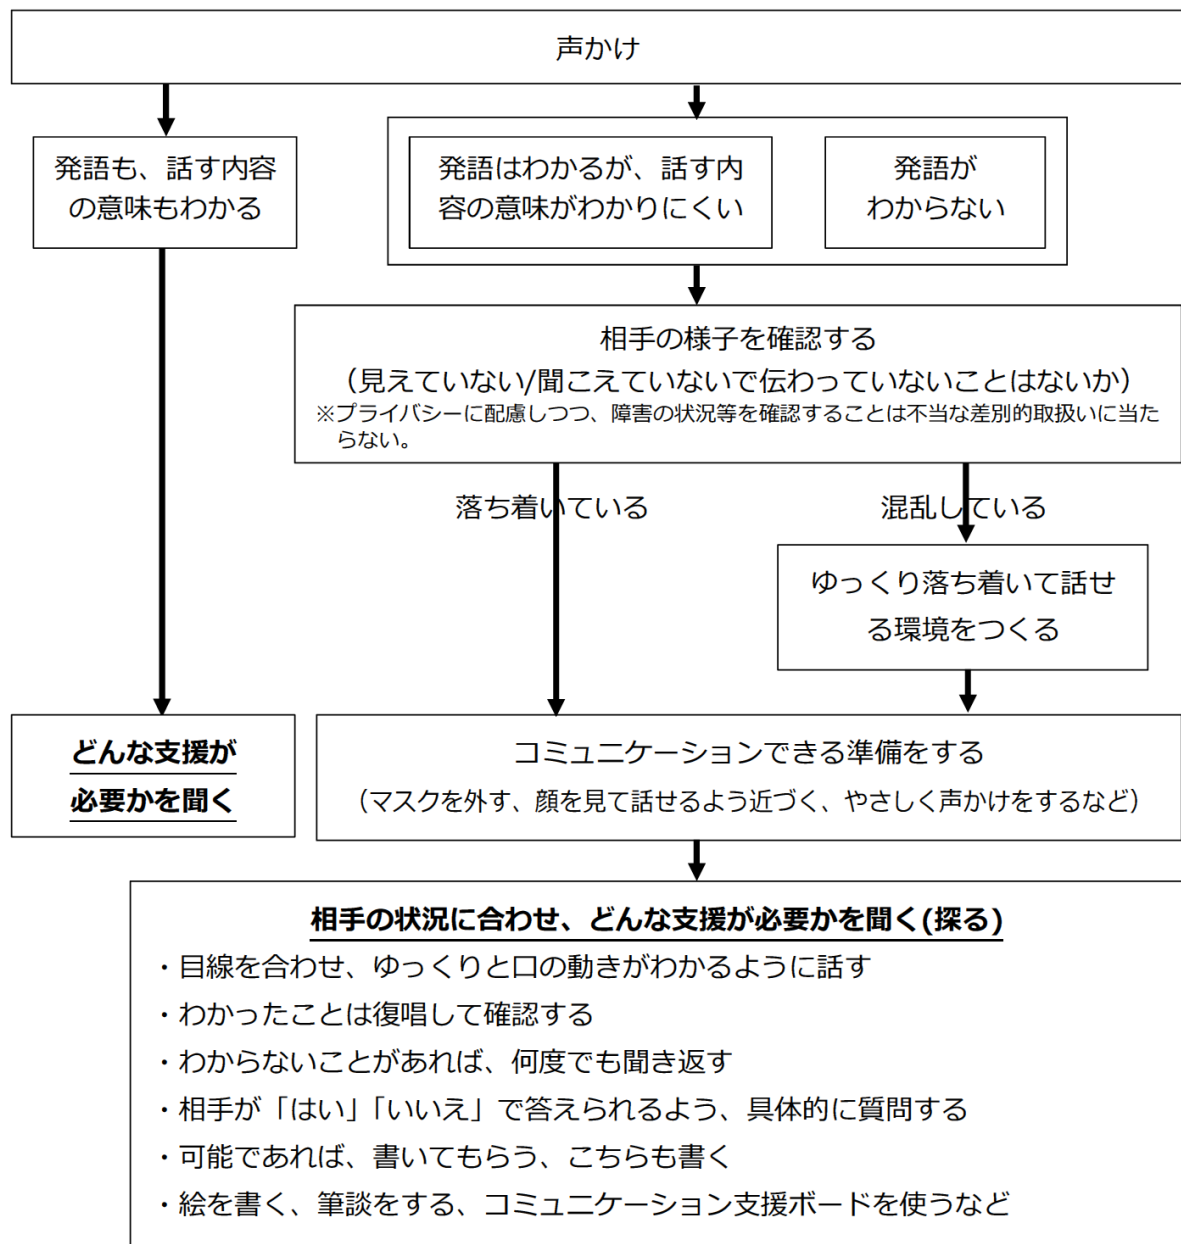 声かけ
発語も、話す内容
の意味もわかる
発語はわかるが、話す内
容の意味がわかりにくい
発語が
わからない
相手の様子を確認する
（見えていない/聞こえていないで伝わっていないことはないか）
※プライバシーに配慮しつつ、障害の状況等を確認することは不当な差別的取扱いに当た
らない。
落ち着いている
混乱している
ゆっくり落ち着いて話せ
る環境をつくる
どんな支援が
必要かを聞く
コミュニケーションできる準備をする
（マスクを外す、顔を見て話せるよう近づく、やさしく声かけをするなど）
相手の状況に合わせ、どんな支援が必要かを聞く(探る)
・目線を合わせ、ゆっくりと口の動きがわかるように話す
・わかったことは復唱して確認する
・わからないことがあれば、何度でも聞き返す
・相手が「はい」「いいえ」で答えられるよう、具体的に質問する
・可能であれば、書いてもらう、こちらも書く
・絵を書く、筆談をする、コミュニケーション支援ボードを使うなど